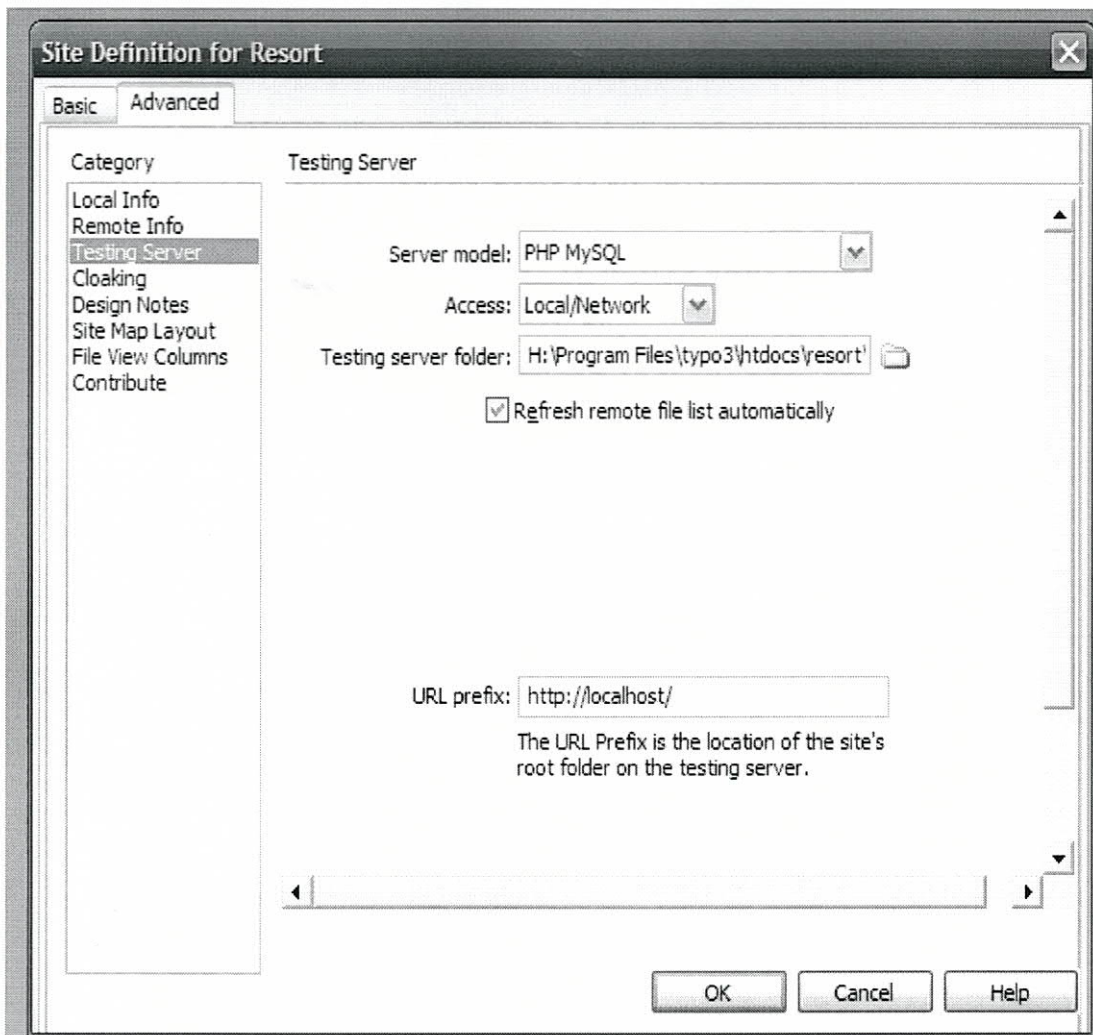 Site Definition for Resort
Basic
Advanced
Category
Local Info
Remote Info
Testing Server
Cloaking
Design Notes
Site Map Layout
File View Columns
Contribute
Testing Server
Server model: PHP MySQL
Access: Local/Network
Testing server folder: H:\Program Files\typo3\htdocs\resort\
Refresh remote file list automatically
URL prefix: http://localhost/
The URL Prefix is the location of the site's
root folder on the testing server.
OK
Cancel
Help